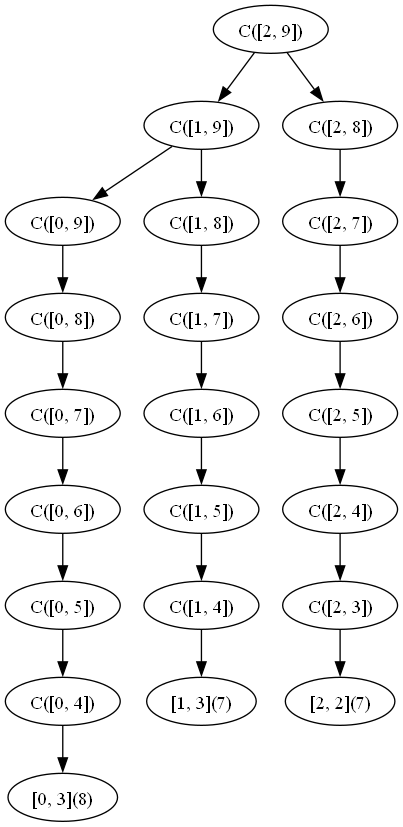 C([2, 9])
C([1, 9])
C([2, 8])
C([0, 9])
C([1, 8])
C([2, 7])
C([0, 8])
C([1, 7])
C([2, 6])
C([0, 7])
C([1, 6])
C([2, 5])
C([0, 6])
C([1, 5])
C([2, 4])
C([0, 5])
C([1, 4])
C([2, 3])
C([0, 4])
[1, 3](7)
[2, 2](7)
[0, 3](8)